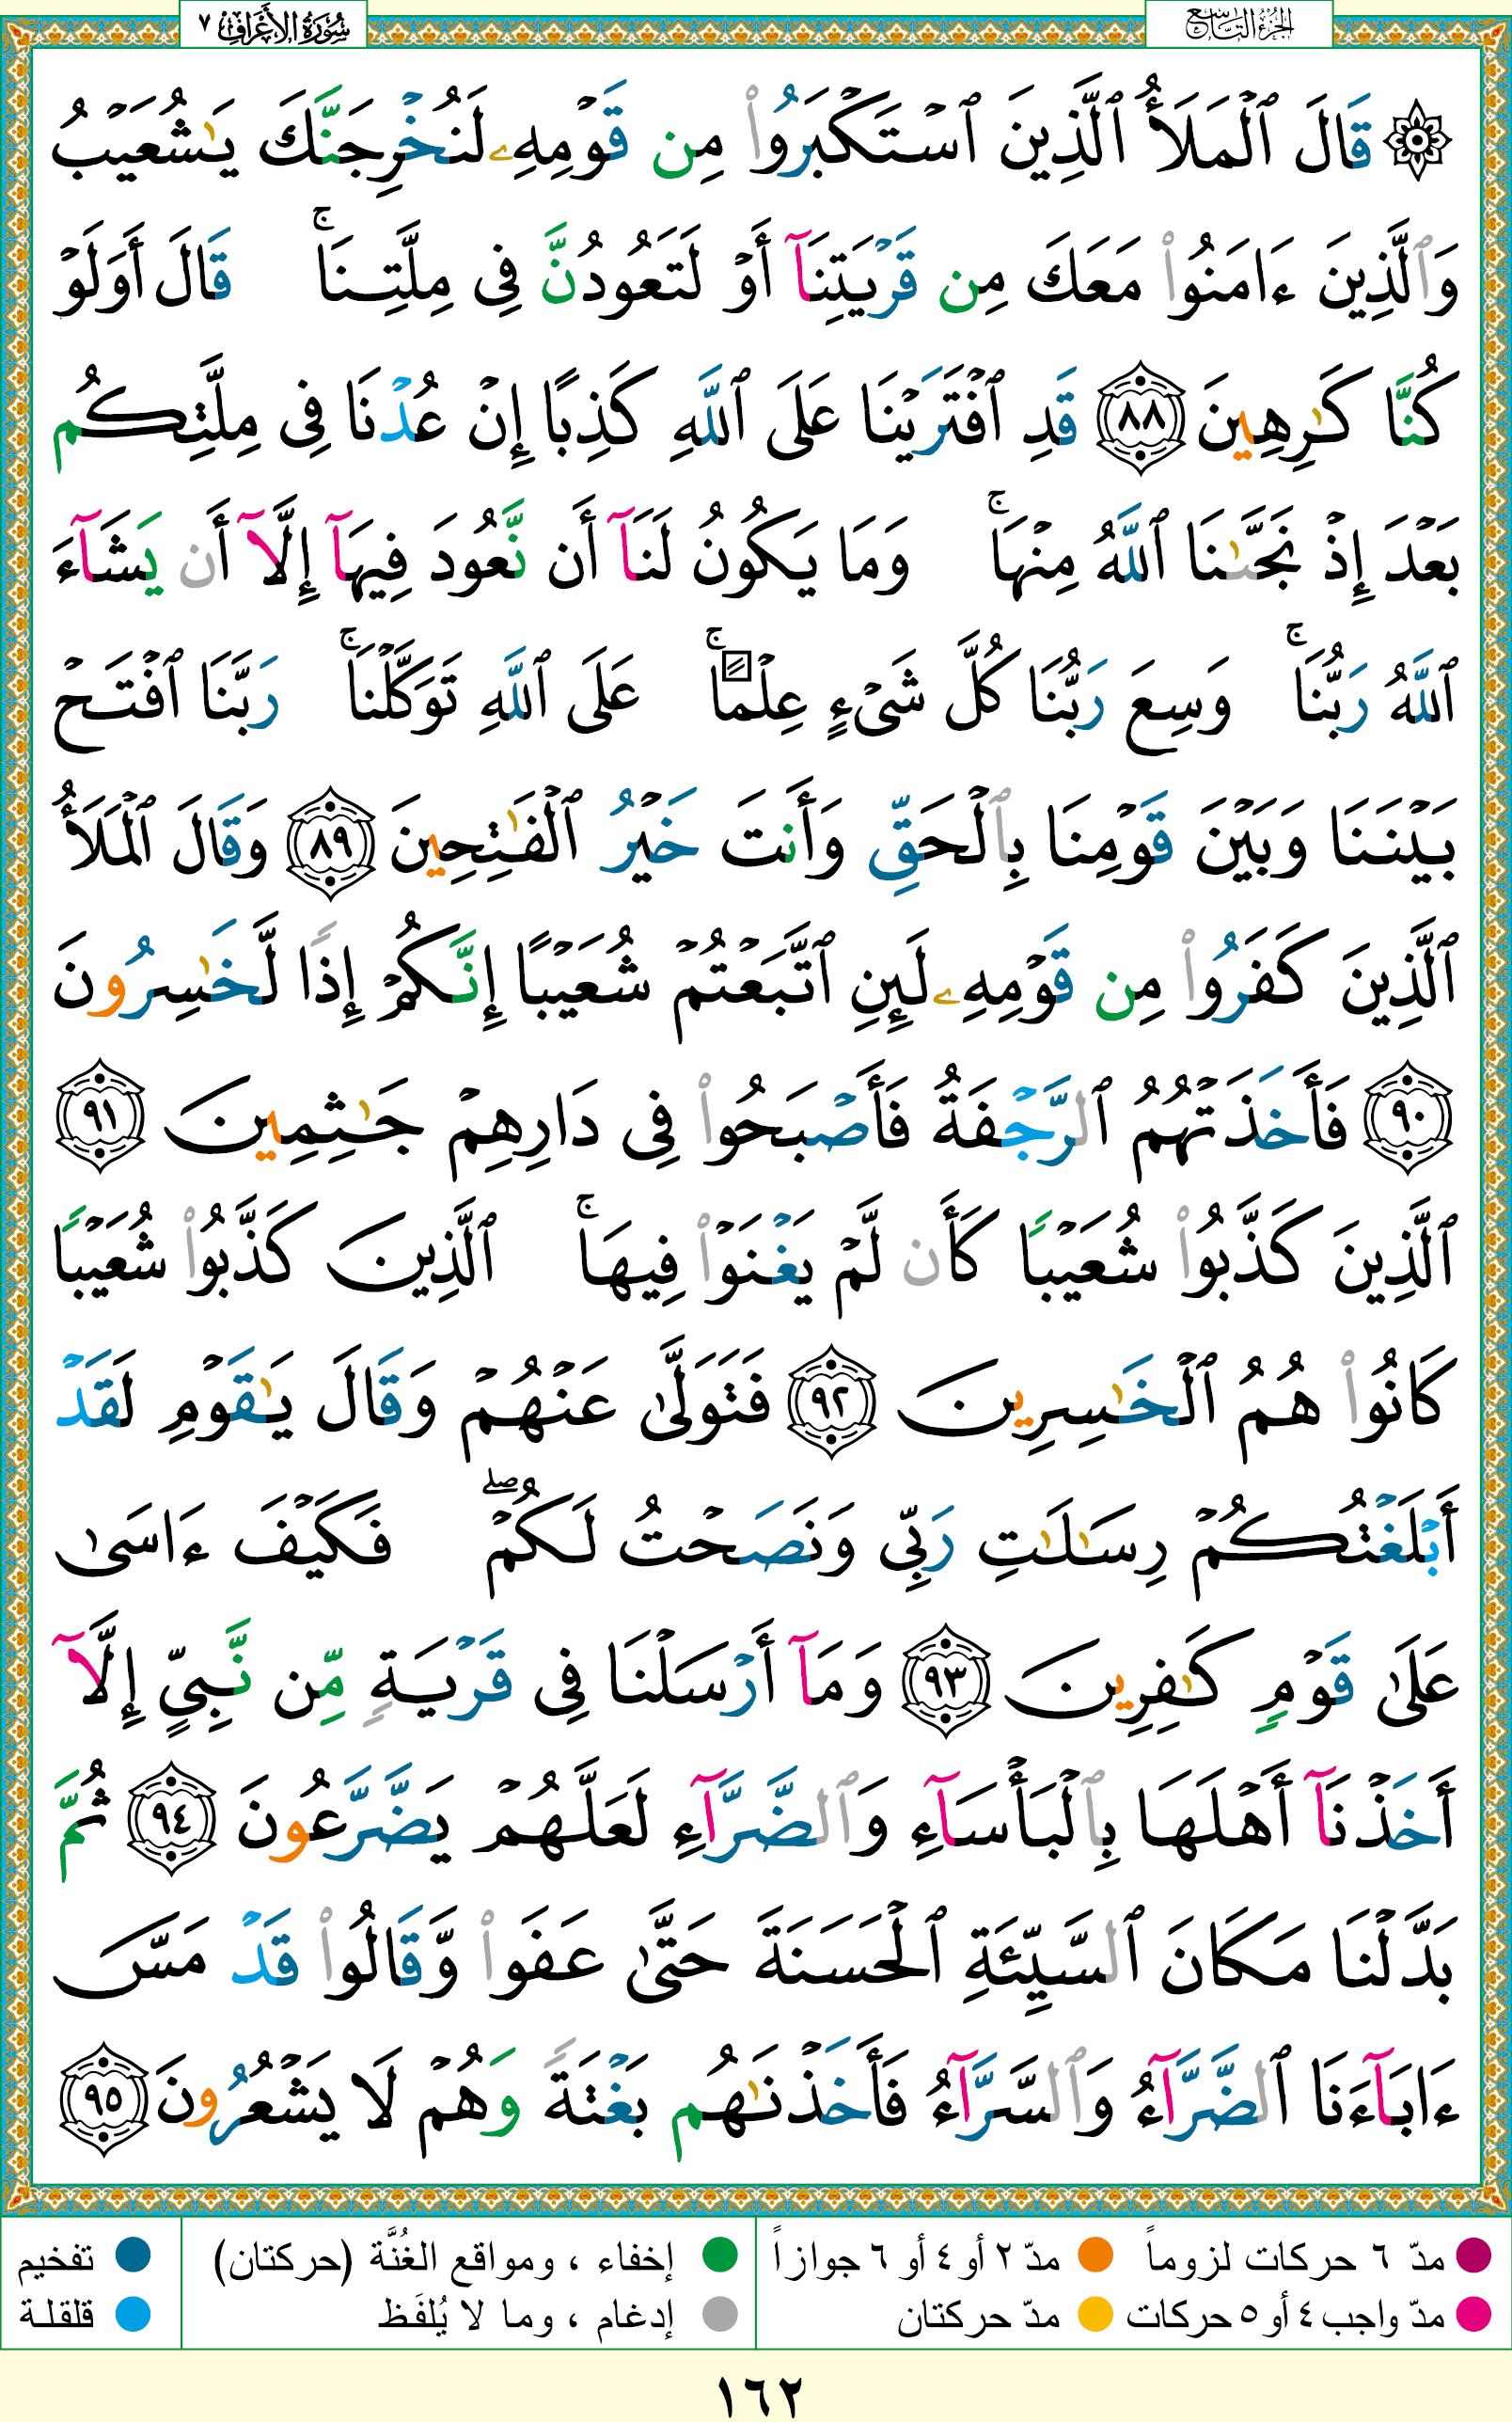 الجزء التاسع
سورة الأعراف ٧
۞ قَالَ ٱلْمَلَأُ ٱلَّذِينَ ٱسْتَكْبَرُوا۟ مِن قَوْمِهِۦ لَنُخْرِجَنَّكَ يَـٰشُعَيْبُ
وَٱلَّذِينَ ءَامَنُوا۟ مَعَكَ مِن قَرْيَتِنَآ أَوْ لَتَعُودُنَّ فِى مِلَّتِنَا ۚ قَالَ أَوَلَوْ
كُنَّا كَـٰرِهِينَ ٨٨ قَدِ ٱفْتَرَيْنَا عَلَى ٱللَّهِ كَذِبًا إِنْ عُدْنَا فِى مِلَّتِكُم
بَعْدَ إِذْ نَجَّىٰنَا ٱللَّهُ مِنْهَا ۚ وَمَا يَكُونُ لَنَآ أَن نَّعُودَ فِيهَآ إِلَّآ أَن يَشَآءَ
ٱللَّهُ رَبُّنَا ۚ وَسِعَ رَبُّنَا كُلَّ شَىْءٍ عِلْمًا ۚ عَلَى ٱللَّهِ تَوَكَّلْنَا ۚ رَبَّنَا ٱفْتَحْ
بَيْنَنَا وَبَيْنَ قَوْمِنَا بِٱلْحَقِّ وَأَنتَ خَيْرُ ٱلْفَـٰتِحِينَ ٨٩ وَقَالَ ٱلْمَلَأُ
ٱلَّذِينَ كَفَرُوا۟ مِن قَوْمِهِۦ لَئِنِ ٱتَّبَعْتُمْ شُعَيْبًا إِنَّكُمْ إِذًا لَّخَـٰسِرُونَ
٩٠ فَأَخَذَتْهُمُ ٱلرَّجْفَةُ فَأَصْبَحُوا۟ فِى دَارِهِمْ جَـٰثِمِينَ ٩١
ٱلَّذِينَ كَذَّبُوا۟ شُعَيْبًا كَأَن لَّمْ يَغْنَوْا۟ فِيهَا ۚ ٱلَّذِينَ كَذَّبُوا۟ شُعَيْبًا
كَانُوا۟ هُمُ ٱلْخَـٰسِرِينَ ٩٢ فَتَوَلَّىٰ عَنْهُمْ وَقَالَ يَـٰقَوْمِ لَقَدْ
أَبْلَغْتُكُمْ رِسَـٰلَـٰتِ رَبِّى وَنَصَحْتُ لَكُمْ ۖ فَكَيْفَ ءَاسَىٰ
عَلَىٰ قَوْمٍ كَـٰفِرِينَ ٩٣ وَمَآ أَرْسَلْنَا فِى قَرْيَةٍ مِّن نَّبِىٍّ إِلَّآ
أَخَذْنَآ أَهْلَهَا بِٱلْبَأْسَآءِ وَٱلضَّرَّآءِ لَعَلَّهُمْ يَضَّرَّعُونَ ٩٤ ثُمَّ
بَدَّلْنَا مَكَانَ ٱلسَّيِّئَةِ ٱلْحَسَنَةَ حَتَّىٰ عَفَوا۟ وَّقَالُوا۟ قَدْ مَسَّ
ءَابَآءَنَا ٱلضَّرَّآءُ وَٱلسَّرَّآءُ فَأَخَذْنَـٰهُم بَغْتَةً وَهُمْ لَا يَشْعُرُونَ ٩٥
مدّ ٦ حركات لزوماً مدّ ٢ أو ٤ أو ٦ جوازاً إخفاء ، ومواقع الغُنَّة (حركتان) تفخيم
مدّ واجب ٤ أو ٥ حركات مدّ حركتان إدغام ، وما لا يُلفَظ قلقلة
١٦٢